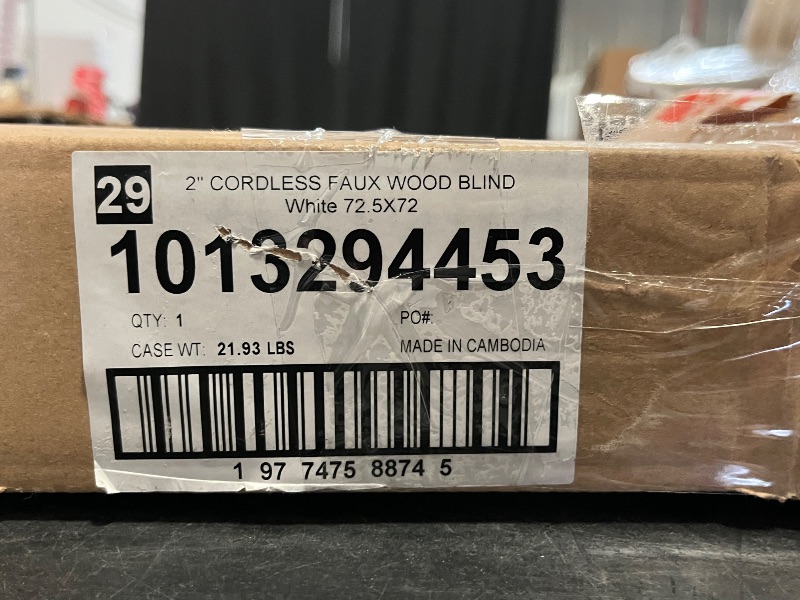 29
2" CORDLESS FAUX WOOD BLIND
White 72.5X72
1013294453
QTY: 1 PO#:
CASE WT: 21.93 LBS MADE IN CAMBODIA
1 97 7475 8874 5